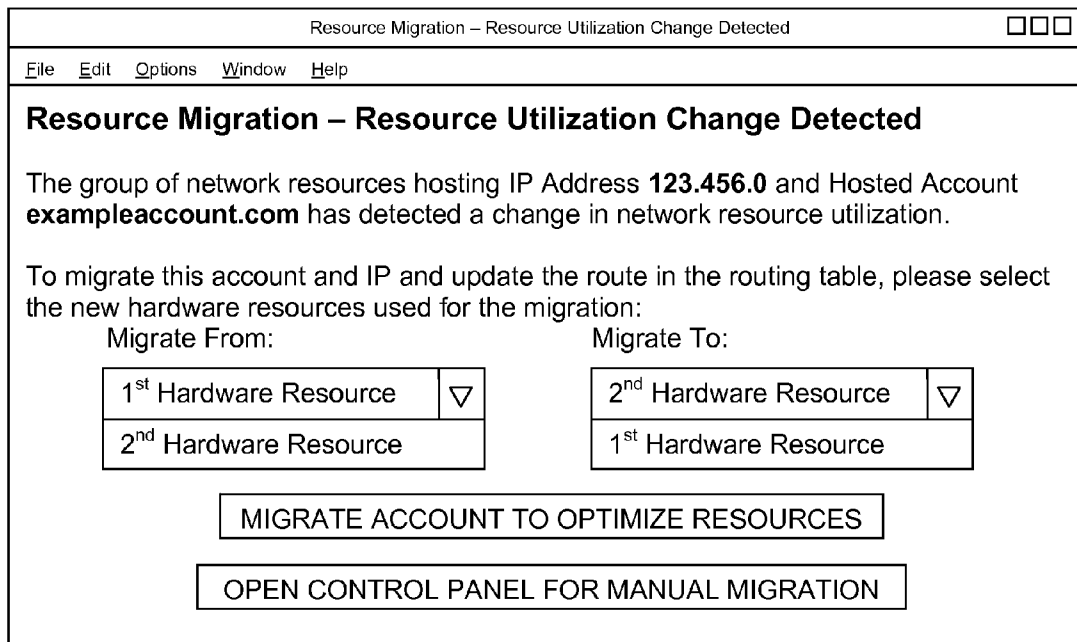 Resource Migration – Resource Utilization Change Detected
File Edit Options Window Help
Resource Migration – Resource Utilization Change Detected
The group of network resources hosting IP Address 123.456.0 and Hosted Account
exampleaccount.com has detected a change in network resource utilization.
To migrate this account and IP and update the route in the routing table, please select
the new hardware resources used for the migration:
Migrate From: Migrate To:
1st Hardware Resource 2nd Hardware Resource
2nd Hardware Resource 1st Hardware Resource
MIGRATE ACCOUNT TO OPTIMIZE RESOURCES
OPEN CONTROL PANEL FOR MANUAL MIGRATION